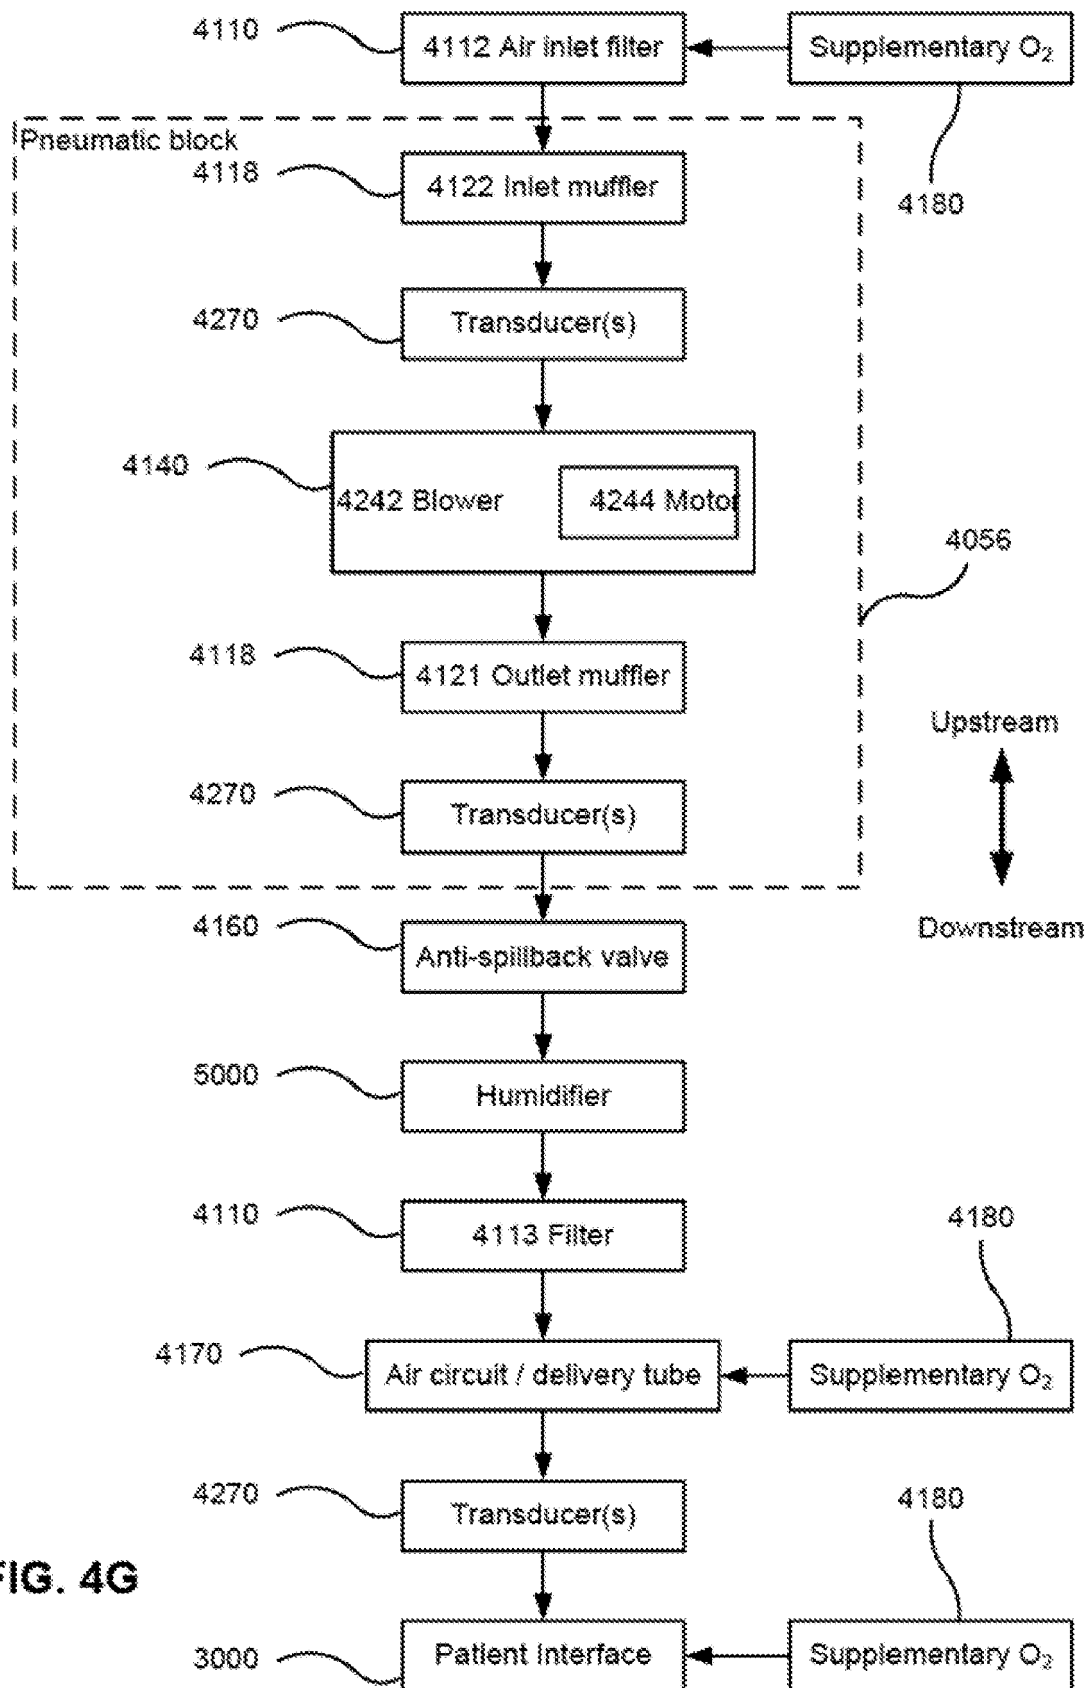 4110
4112 Air inlet filter
Supplementary O₂
Pneumatic block
4118
4122 Inlet muffler
4180
4270
Transducer(s)
4140
4242 Blower
4244 Motor
4056
4118
4121 Outlet muffler
Upstream
4270
Transducer(s)
Downstream
4160
Anti-spillback valve
5000
Humidifier
4110
4113 Filter
4180
4170
Air circuit / delivery tube
Supplementary O₂
4270
Transducer(s)
4180
FIG. 4G
3000
Patient Interface
Supplementary O₂